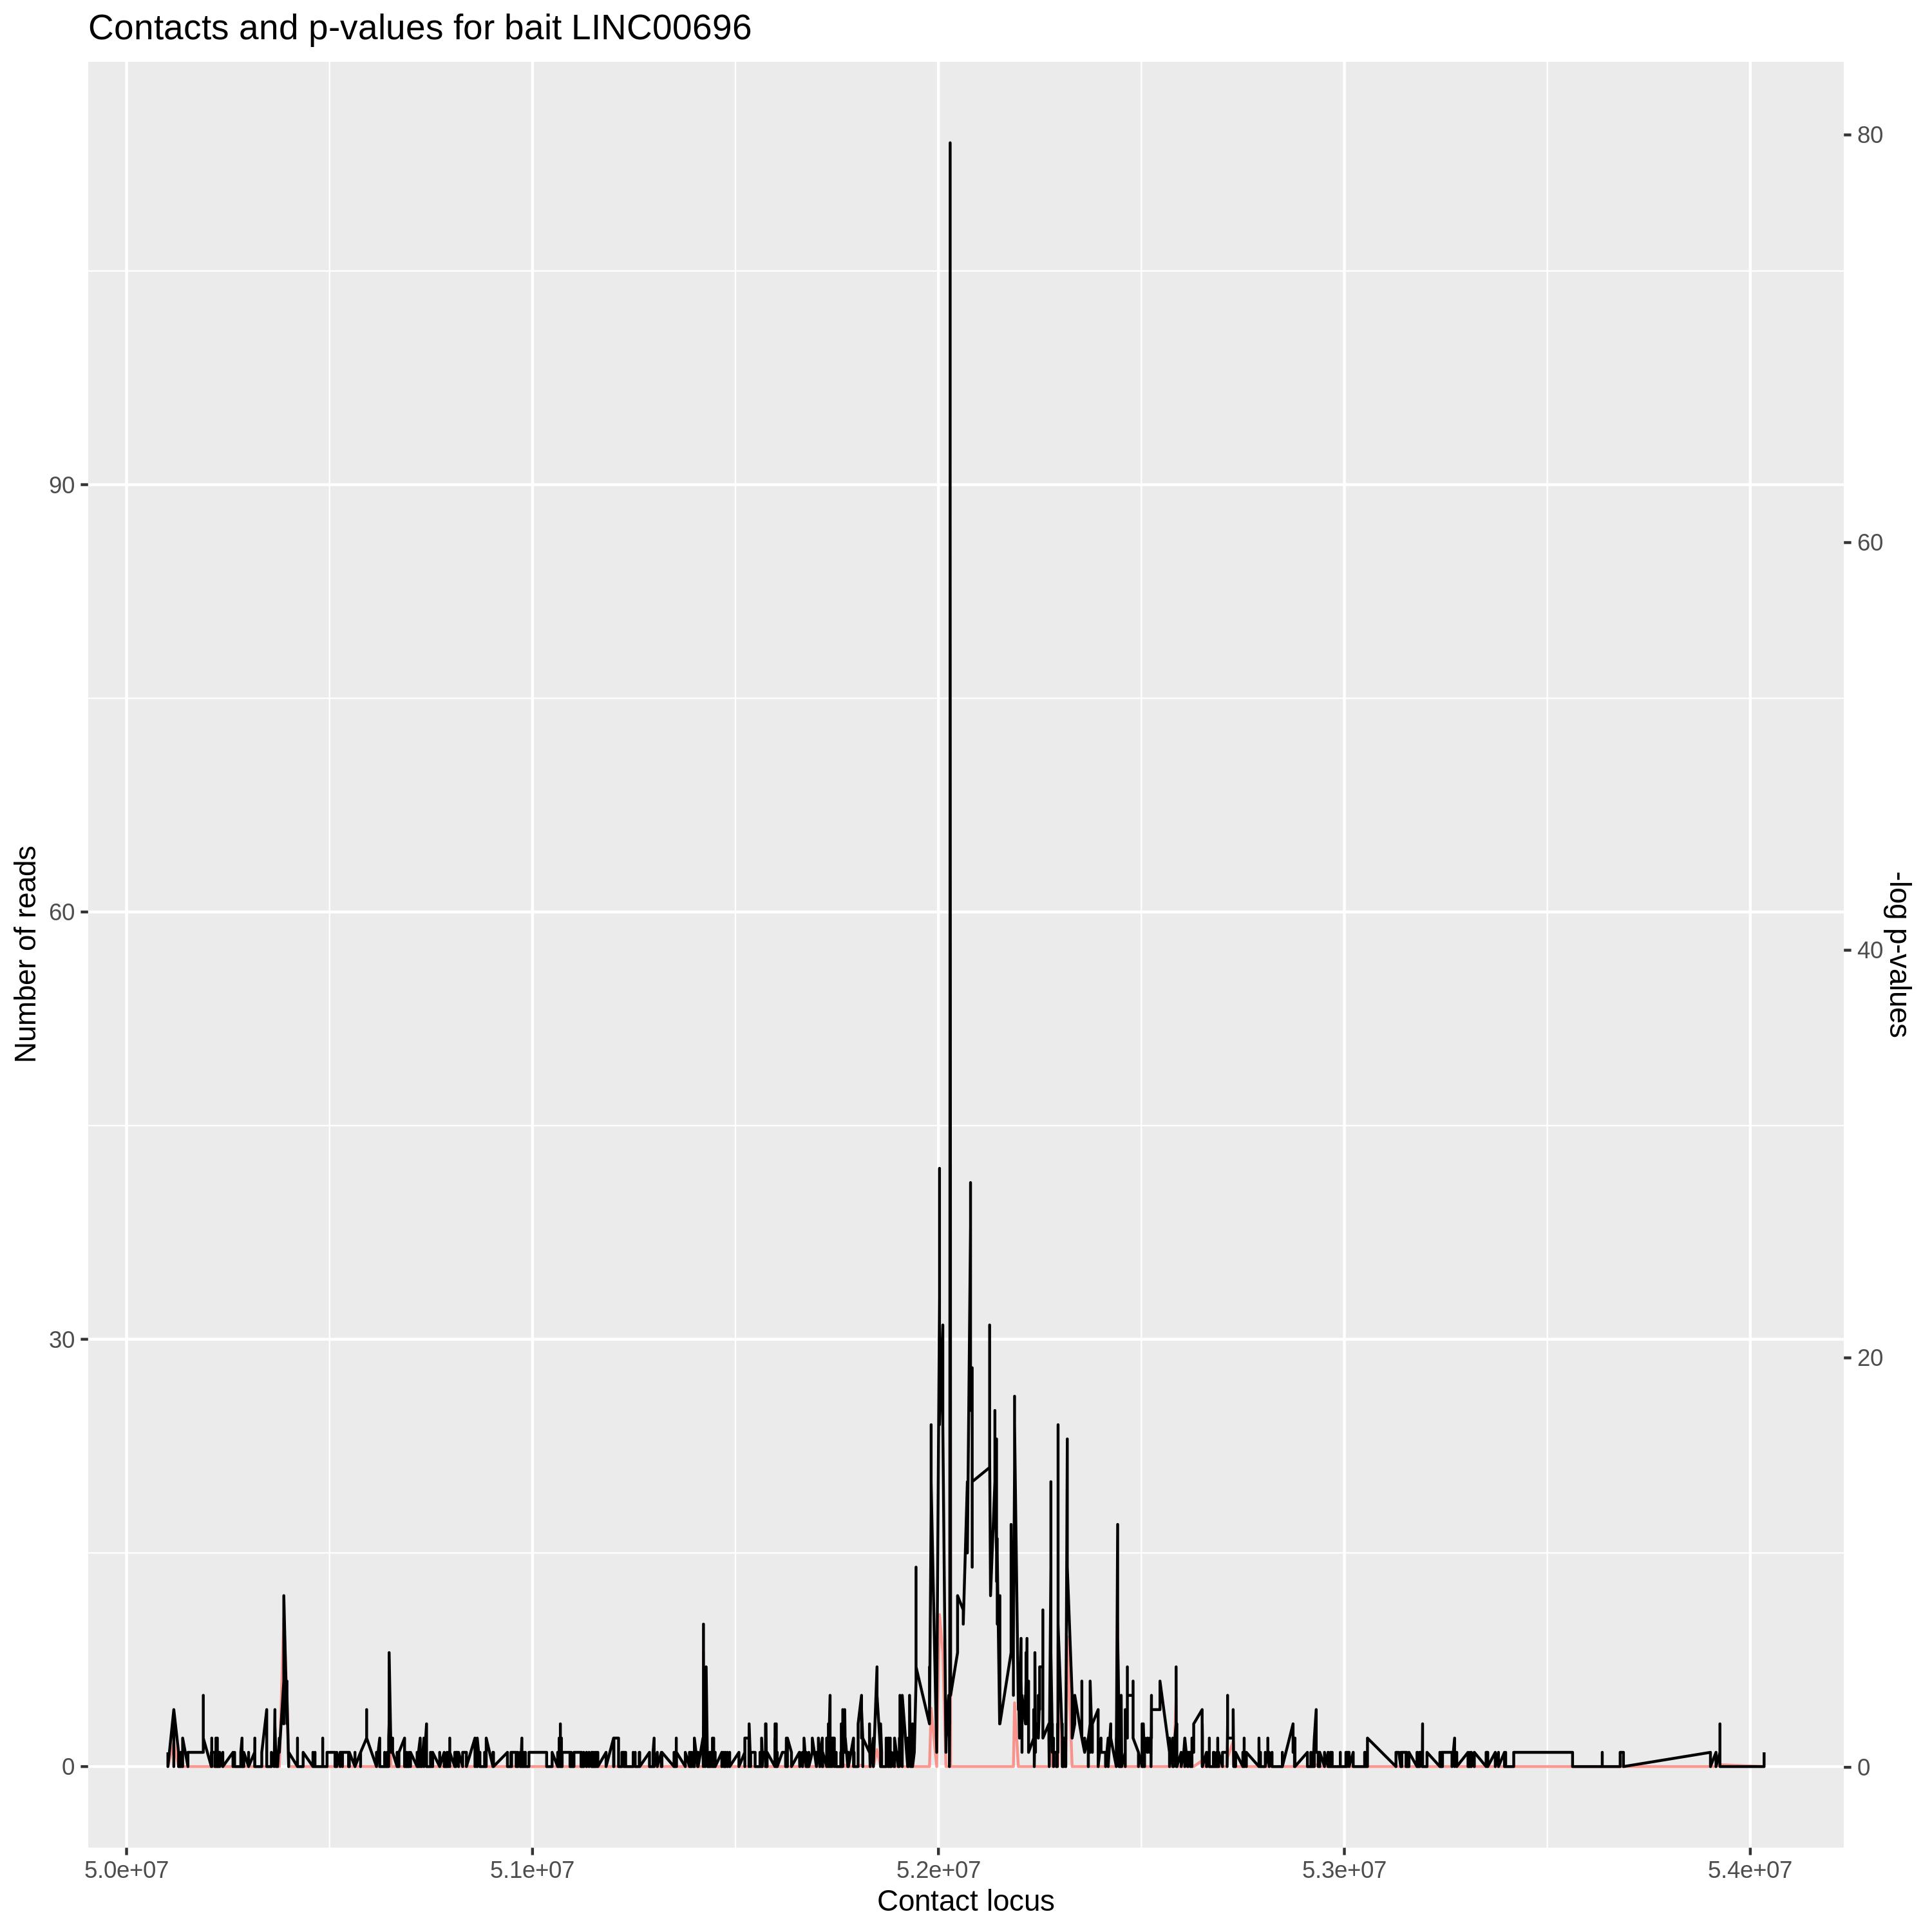 Contacts and p-values for bait LINC00696
80
90
60
60
40
30
20
0
0
Number of reads
-log p-values
5.0e+07
5.1e+07
5.2e+07
5.3e+07
5.4e+07
Contact locus